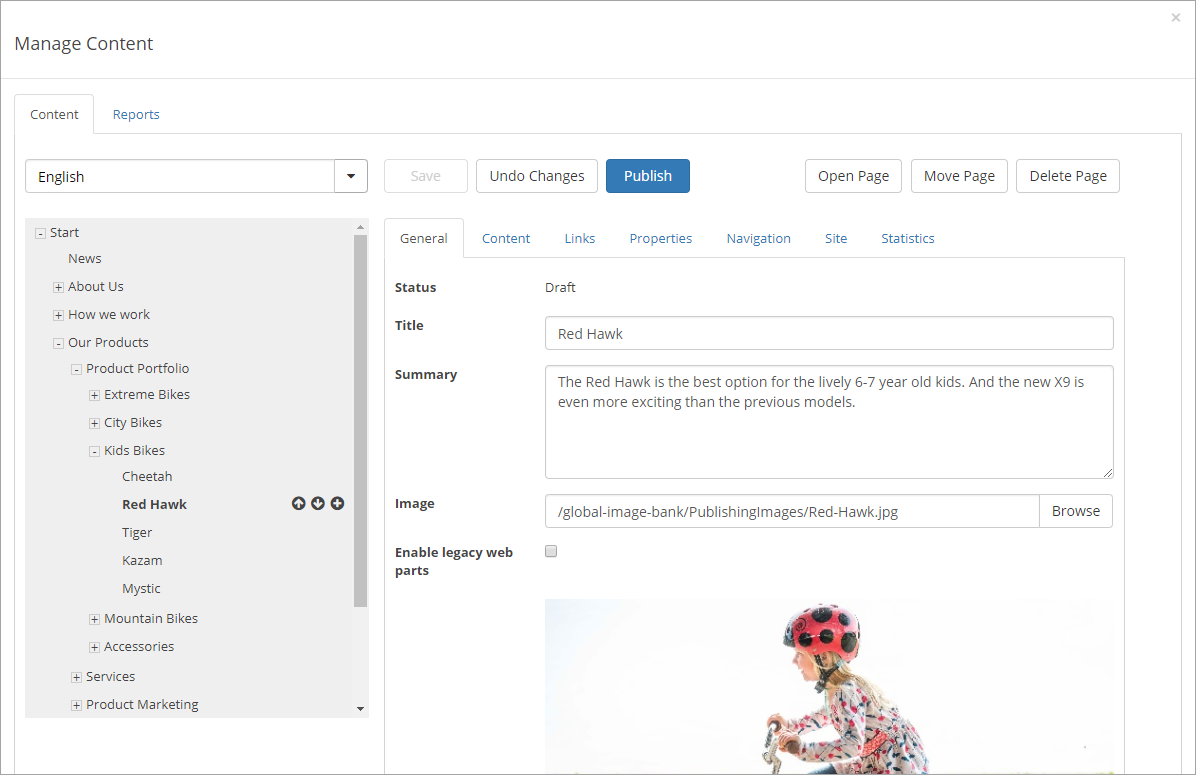 ×
Manage Content
Content Reports
English Save Undo Changes Publish Open Page Move Page Delete Page
Start
News
About Us
How we work
Our Products
Product Portfolio
Extreme Bikes
City Bikes
Kids Bikes
Cheetah
Red Hawk
Tiger
Kazam
Mystic
Mountain Bikes
Accessories
Services
Product Marketing
General Content Links Properties Navigation Site Statistics
Status Draft
Title Red Hawk
Summary The Red Hawk is the best option for the lively 6-7 year old kids. And the new X9 is
even more exciting than the previous models.
Image /global-image-bank/PublishingImages/Red-Hawk.jpg Browse
Enable legacy web
parts